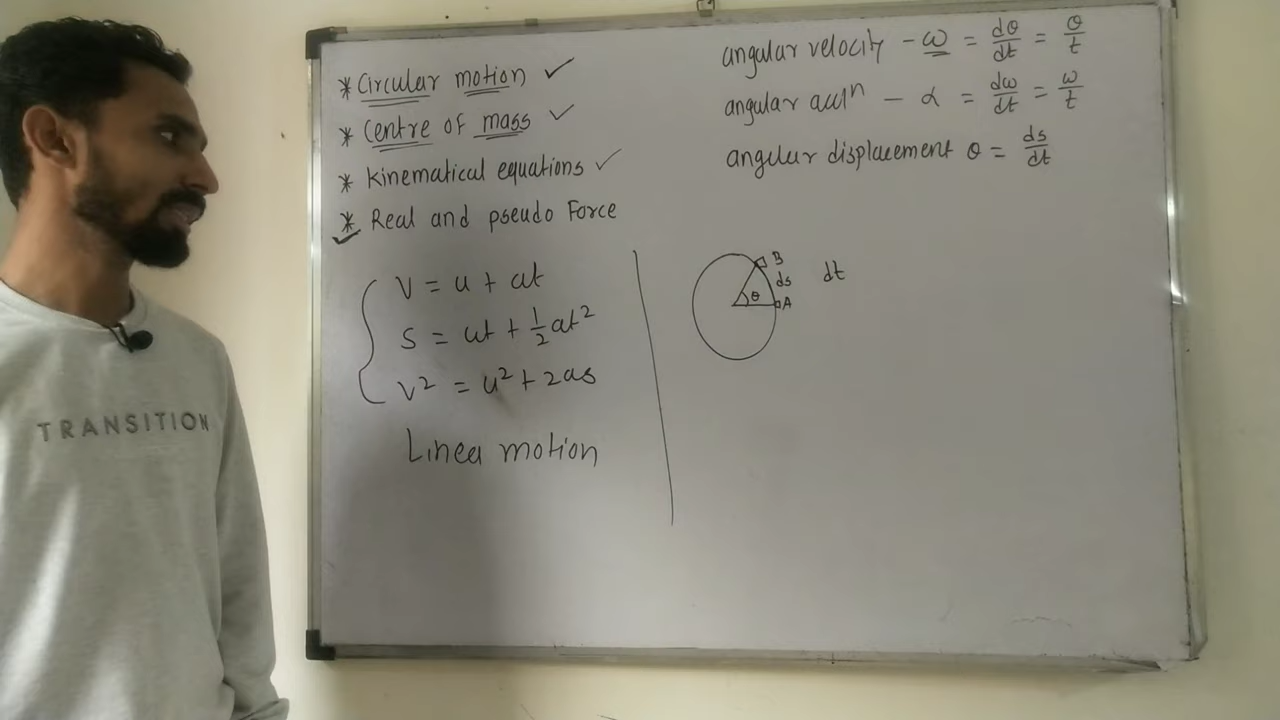 * Circular motion ✓
* Centre of mass ✓
* Kinematical equations ✓
* Real and pseudo Force
V = u + at
S = ut + 1/2 at²
V² = u² + 2as
Linea motion
angular velocity - ω = dθ/dt = θ/t
angular accⁿ - α = dω/dt = ω/t
angular displacement θ = ds/dt
B
ds
dt
θ
A
TRANSITION